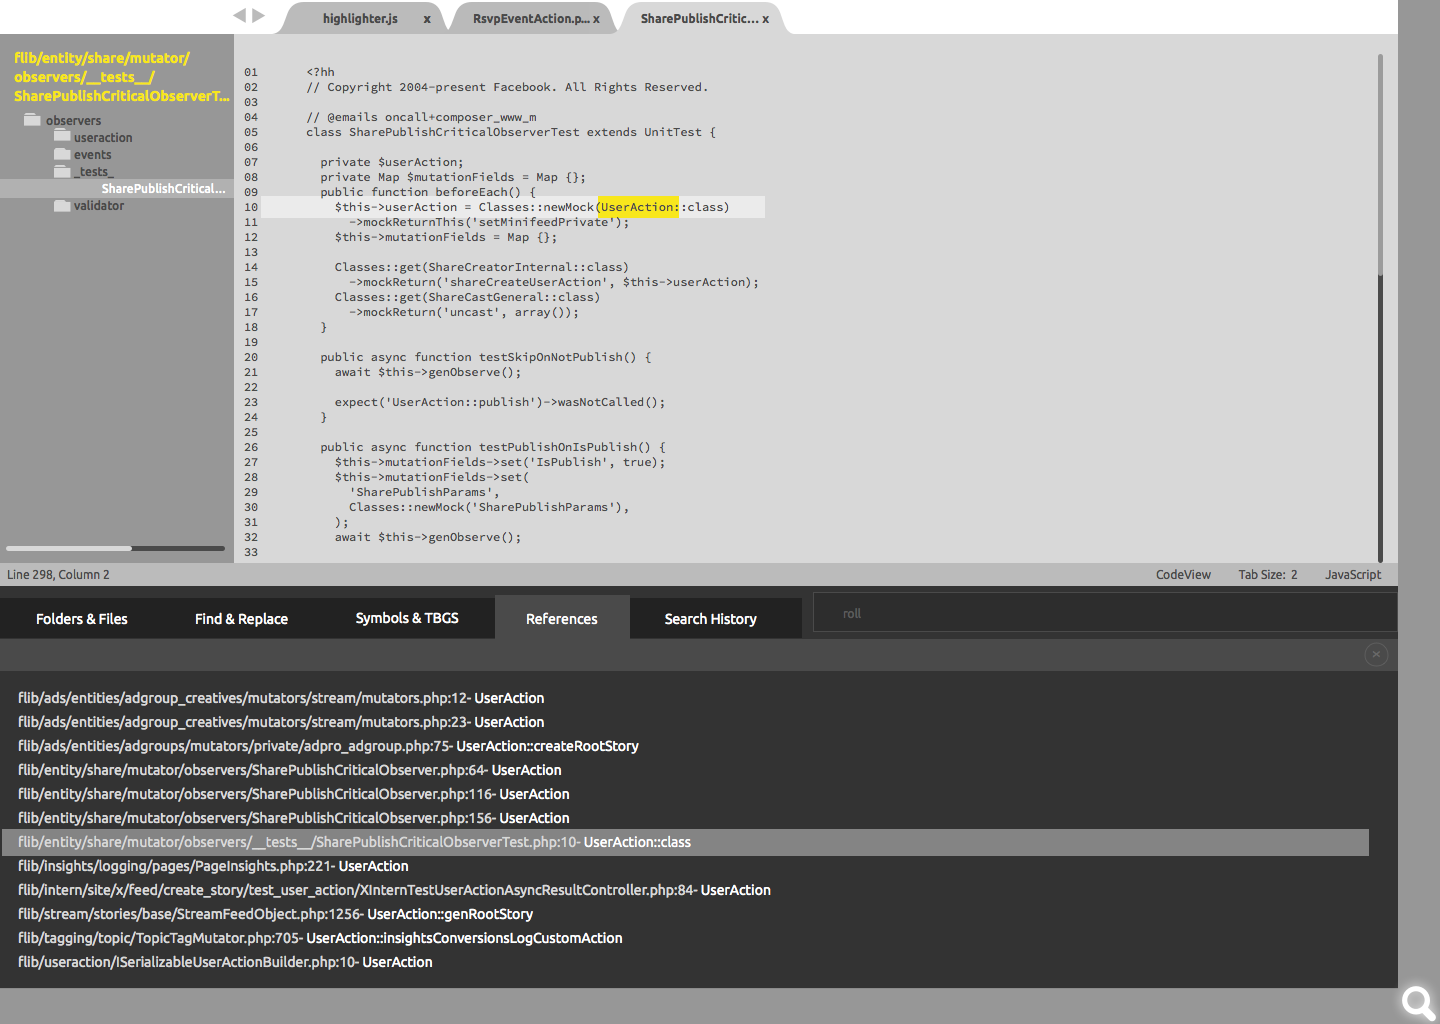 highlighter.js x RsvpEventAction.p... x SharePublishCritic... x
flib/entity/share/mutator/
observers/__tests__/
SharePublishCriticalObserverT...
observers
useraction
events
_tests_
SharePublishCritical...
validator
01 <?hh
02 // Copyright 2004-present Facebook. All Rights Reserved.
03
04 // @emails oncall+composer_www_m
05 class SharePublishCriticalObserverTest extends UnitTest {
06
07 private $userAction;
08 private Map $mutationFields = Map {};
09 public function beforeEach() {
10 $this->userAction = Classes::newMock(UserAction::class)
11 ->mockReturnThis('setMinifeedPrivate');
12 $this->mutationFields = Map {};
13
14 Classes::get(ShareCreatorInternal::class)
15 ->mockReturn('shareCreateUserAction', $this->userAction);
16 Classes::get(ShareCastGeneral::class)
17 ->mockReturn('uncast', array());
18 }
19
20 public async function testSkipOnNotPublish() {
21 await $this->genObserve();
22
23 expect('UserAction::publish')->wasNotCalled();
24 }
25
26 public async function testPublishOnIsPublish() {
27 $this->mutationFields->set('IsPublish', true);
28 $this->mutationFields->set(
29 'SharePublishParams',
30 Classes::newMock('SharePublishParams'),
31 );
32 await $this->genObserve();
33
Line 298, Column 2 CodeView Tab Size: 2 JavaScript
Folders & Files Find & Replace Symbols & TBGS References Search History roll
flib/ads/entities/adgroup_creatives/mutators/stream/mutators.php:12- UserAction
flib/ads/entities/adgroup_creatives/mutators/stream/mutators.php:23- UserAction
flib/ads/entities/adgroups/mutators/private/adpro_adgroup.php:75- UserAction::createRootStory
flib/entity/share/mutator/observers/SharePublishCriticalObserver.php:64- UserAction
flib/entity/share/mutator/observers/SharePublishCriticalObserver.php:116- UserAction
flib/entity/share/mutator/observers/SharePublishCriticalObserver.php:156- UserAction
flib/entity/share/mutator/observers/__tests__/SharePublishCriticalObserverTest.php:10- UserAction::class
flib/insights/logging/pages/PageInsights.php:221- UserAction
flib/intern/site/x/feed/create_story/test_user_action/XInternTestUserActionAsyncResultController.php:84- UserAction
flib/stream/stories/base/StreamFeedObject.php:1256- UserAction::genRootStory
flib/tagging/topic/TopicTagMutator.php:705- UserAction::insightsConversionsLogCustomAction
flib/useraction/ISerializableUserActionBuilder.php:10- UserAction